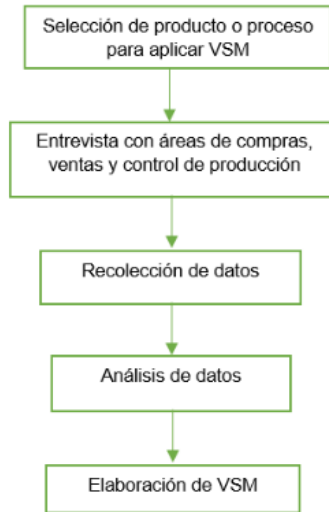 Selección de producto o proceso
para aplicar VSM
Entrevista con áreas de compras,
ventas y control de producción
Recolección de datos
Análisis de datos
Elaboración de VSM